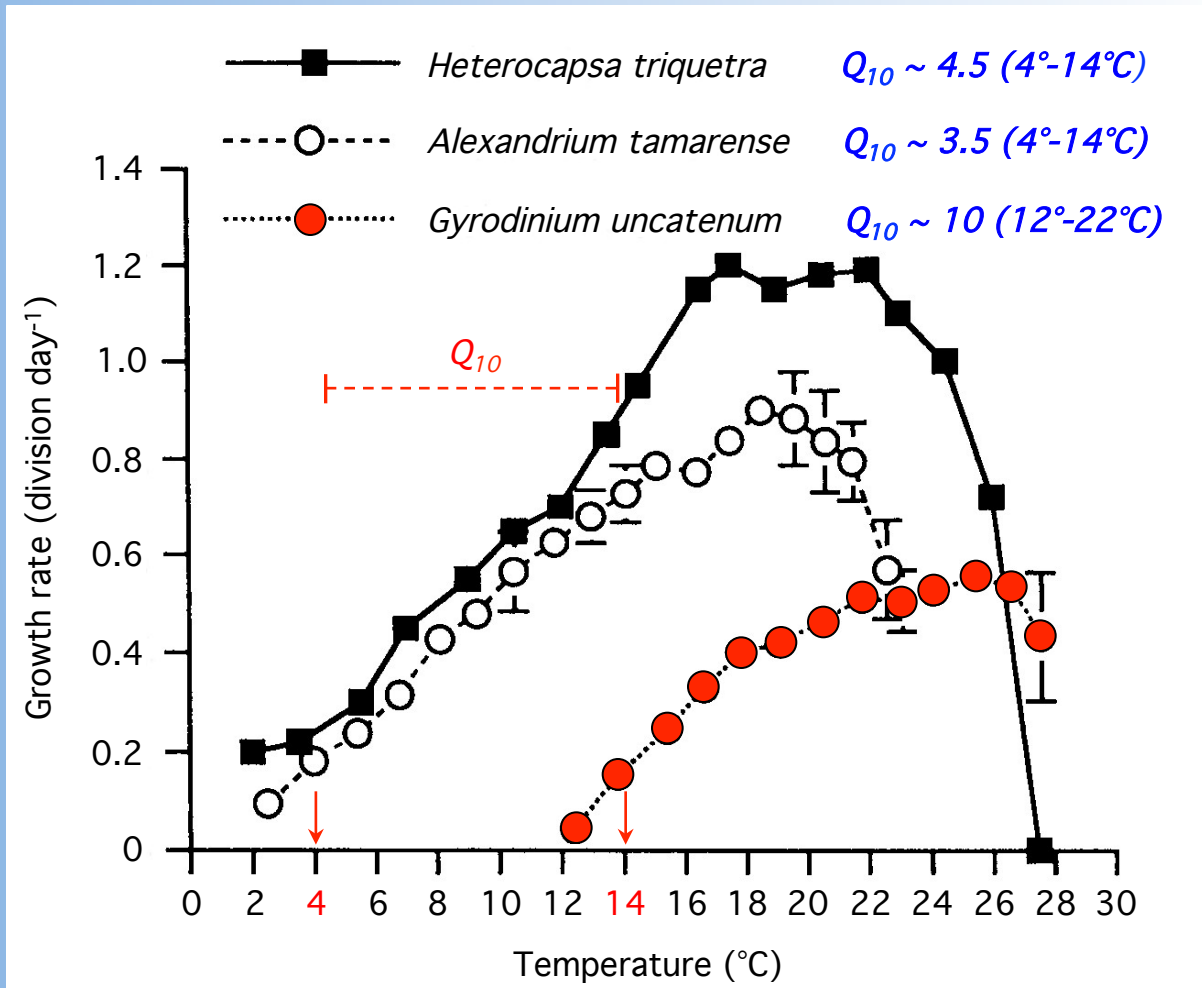 Heterocapsa triquetra Q10 ~ 4.5 (4°-14°C)
Alexandrium tamarense Q10 ~ 3.5 (4°-14°C)
Gyrodinium uncatenum Q10 ~ 10 (12°-22°C)
1.4
1.2
1.0
0.8
0.6
0.4
0.2
0
Growth rate (division day-1)
Q10
0 2 4 6 8 10 12 14 16 18 20 22 24 26 28 30
Temperature (°C)